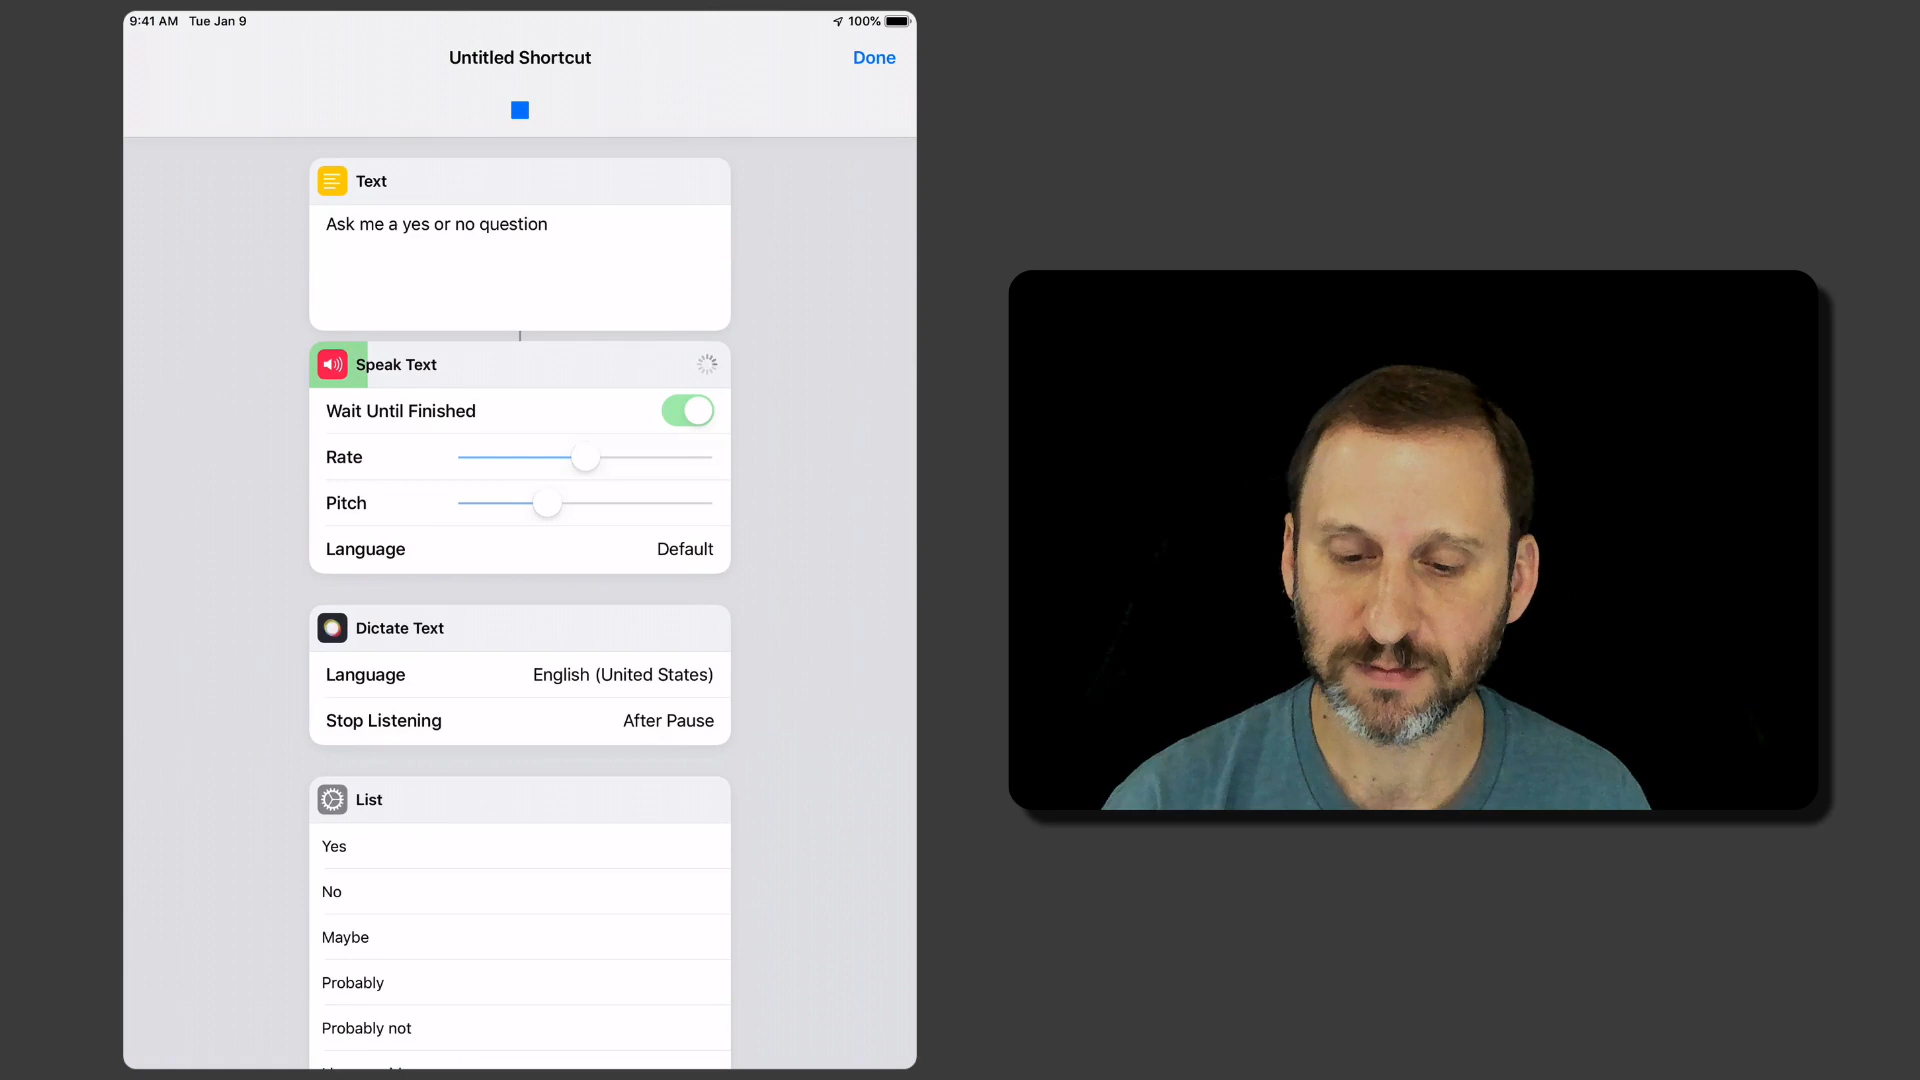 9:41 AM Tue Jan 9 100%
Untitled Shortcut Done
Text
Ask me a yes or no question
Speak Text
Wait Until Finished
Rate
Pitch
Language Default
Dictate Text
Language English (United States)
Stop Listening After Pause
List
Yes
No
Maybe
Probably
Probably not